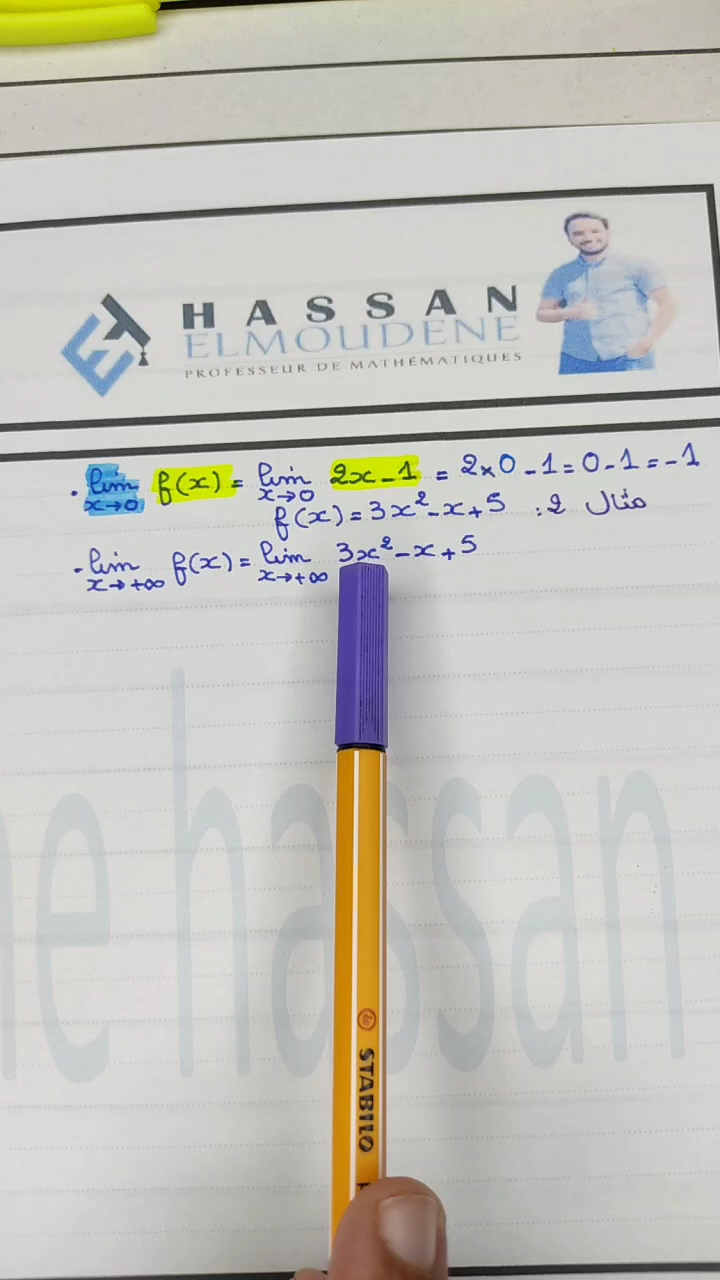 HASSAN
ELMOUDENE
PROFESSEUR DE MATHÉMATIQUES
. lim x→0 f(x) = lim x→0 2x-1 = 2×0-1=0-1=-1
مثال 2 : f(x)=3x²-x+5
. lim x→+∞ f(x)= lim x→+∞ 3x²-x+5
ne hassan
STABILO